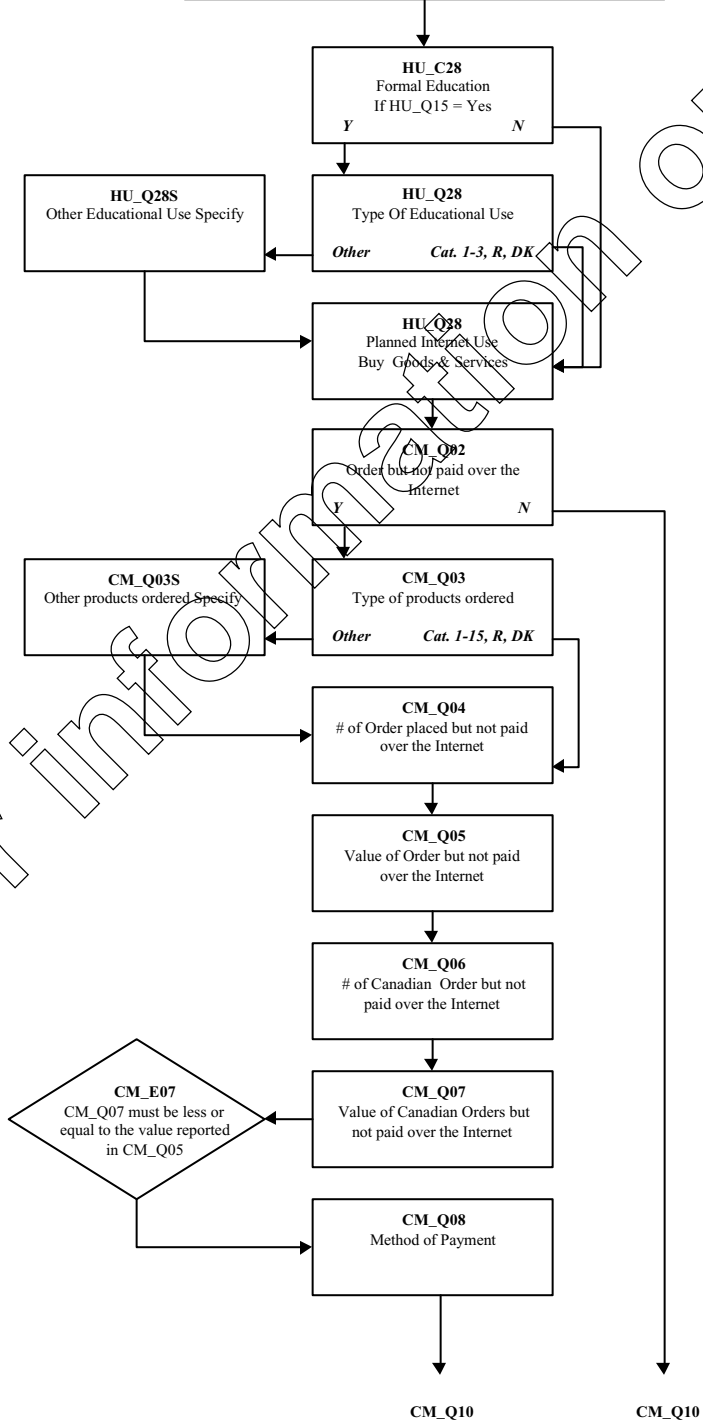 HU_C28
Formal Education
If HU_Q15 = Yes
Y N
HU_Q28S
Other Educational Use Specify
HU_Q28
Type Of Educational Use
Other Cat. 1-3, R, DK
HU_Q28
Planned Internet Use
Buy Goods & Services
CM_Q02
Order but not paid over the
Internet
Y N
CM_Q03S
Other products ordered Specify
CM_Q03
Type of products ordered
Other Cat. 1-15, R, DK
CM_Q04
# of Order placed but not paid
over the Internet
CM_Q05
Value of Order but not paid
over the Internet
CM_Q06
# of Canadian Order but not
paid over the Internet
CM_E07
CM_Q07 must be less or
equal to the value reported
in CM_Q05
CM_Q07
Value of Canadian Orders but
not paid over the Internet
CM_Q08
Method of Payment
CM_Q10 CM_Q10
information